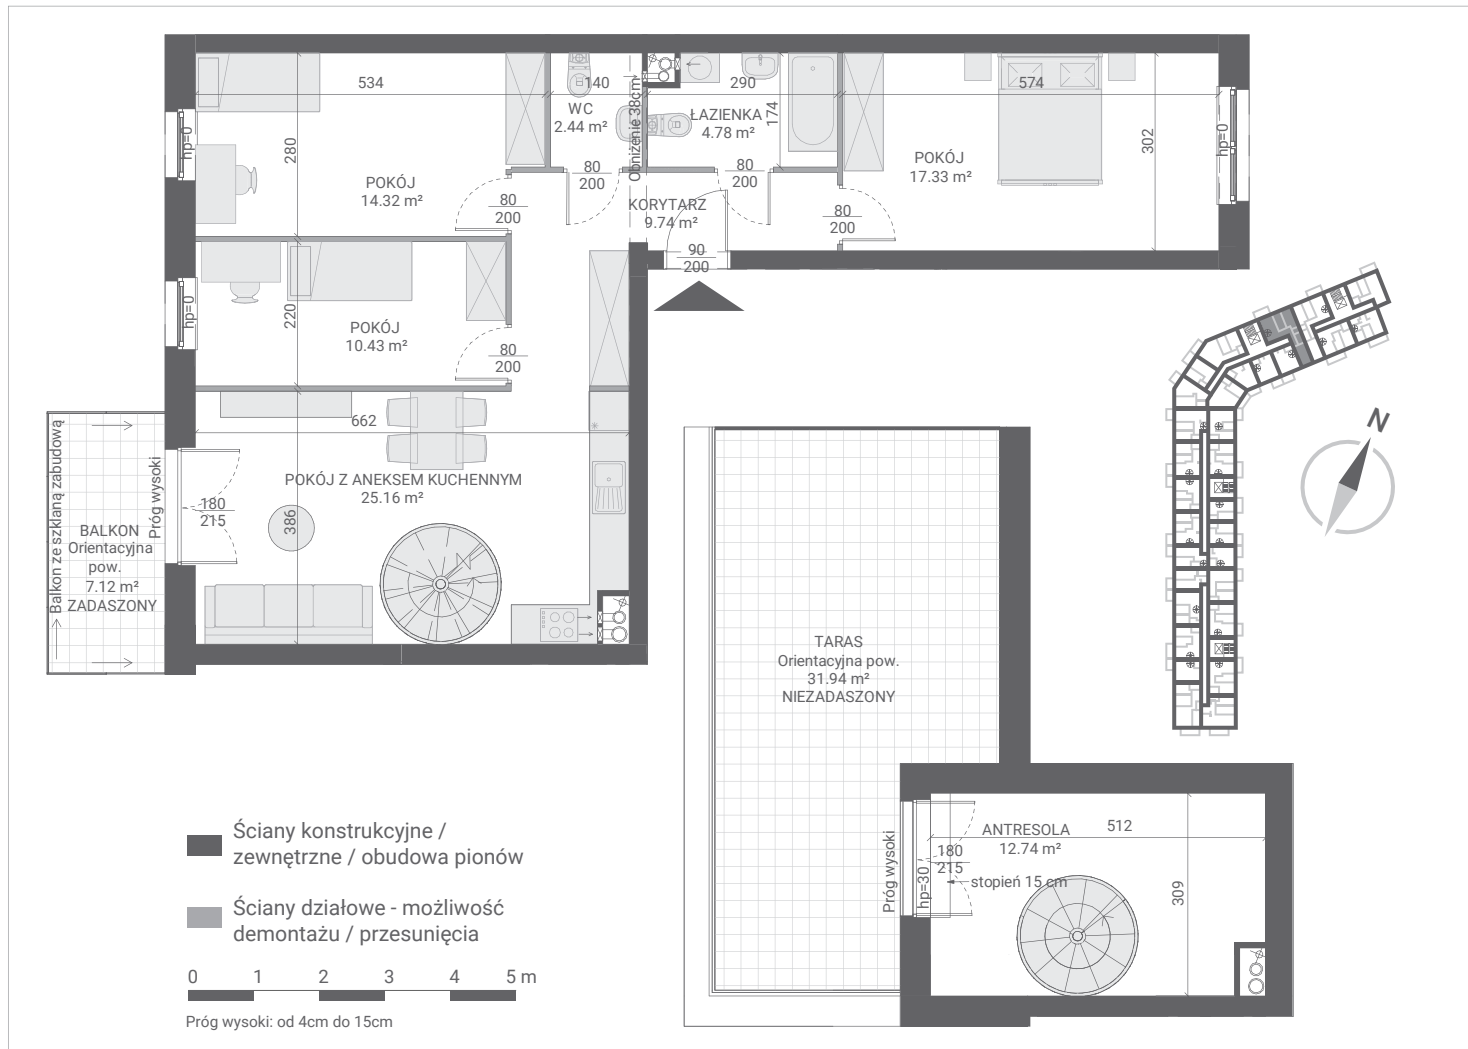 534
280
POKÓJ
14.32 m²
hp=0
80
200
140
WC
2.44 m²
80
200
Obniżenie 38cm
290
174
ŁAZIENKA
4.78 m²
80
200
574
302
POKÓJ
17.33 m²
hp=0
80
200
KORYTARZ
9.74 m²
90
200
hp=0
220
POKÓJ
10.43 m²
80
200
662
POKÓJ Z ANEKSEM KUCHENNYM
25.16 m²
386
180
215
Próg wysoki
Balkon ze szklaną zabudową
BALKON
Orientacyjna
pow.
7.12 m²
ZADASZONY
N
TARAS
Orientacyjna pow.
31.94 m²
NIEZADASZONY
Próg wysoki
hp=30
180
215
ANTRESOLA
12.74 m²
512
stopień 15 cm
309
Ściany konstrukcyjne /
zewnętrzne / obudowa pionów
Ściany działowe - możliwość
demontażu / przesunięcia
0 1 2 3 4 5 m
Próg wysoki: od 4cm do 15cm